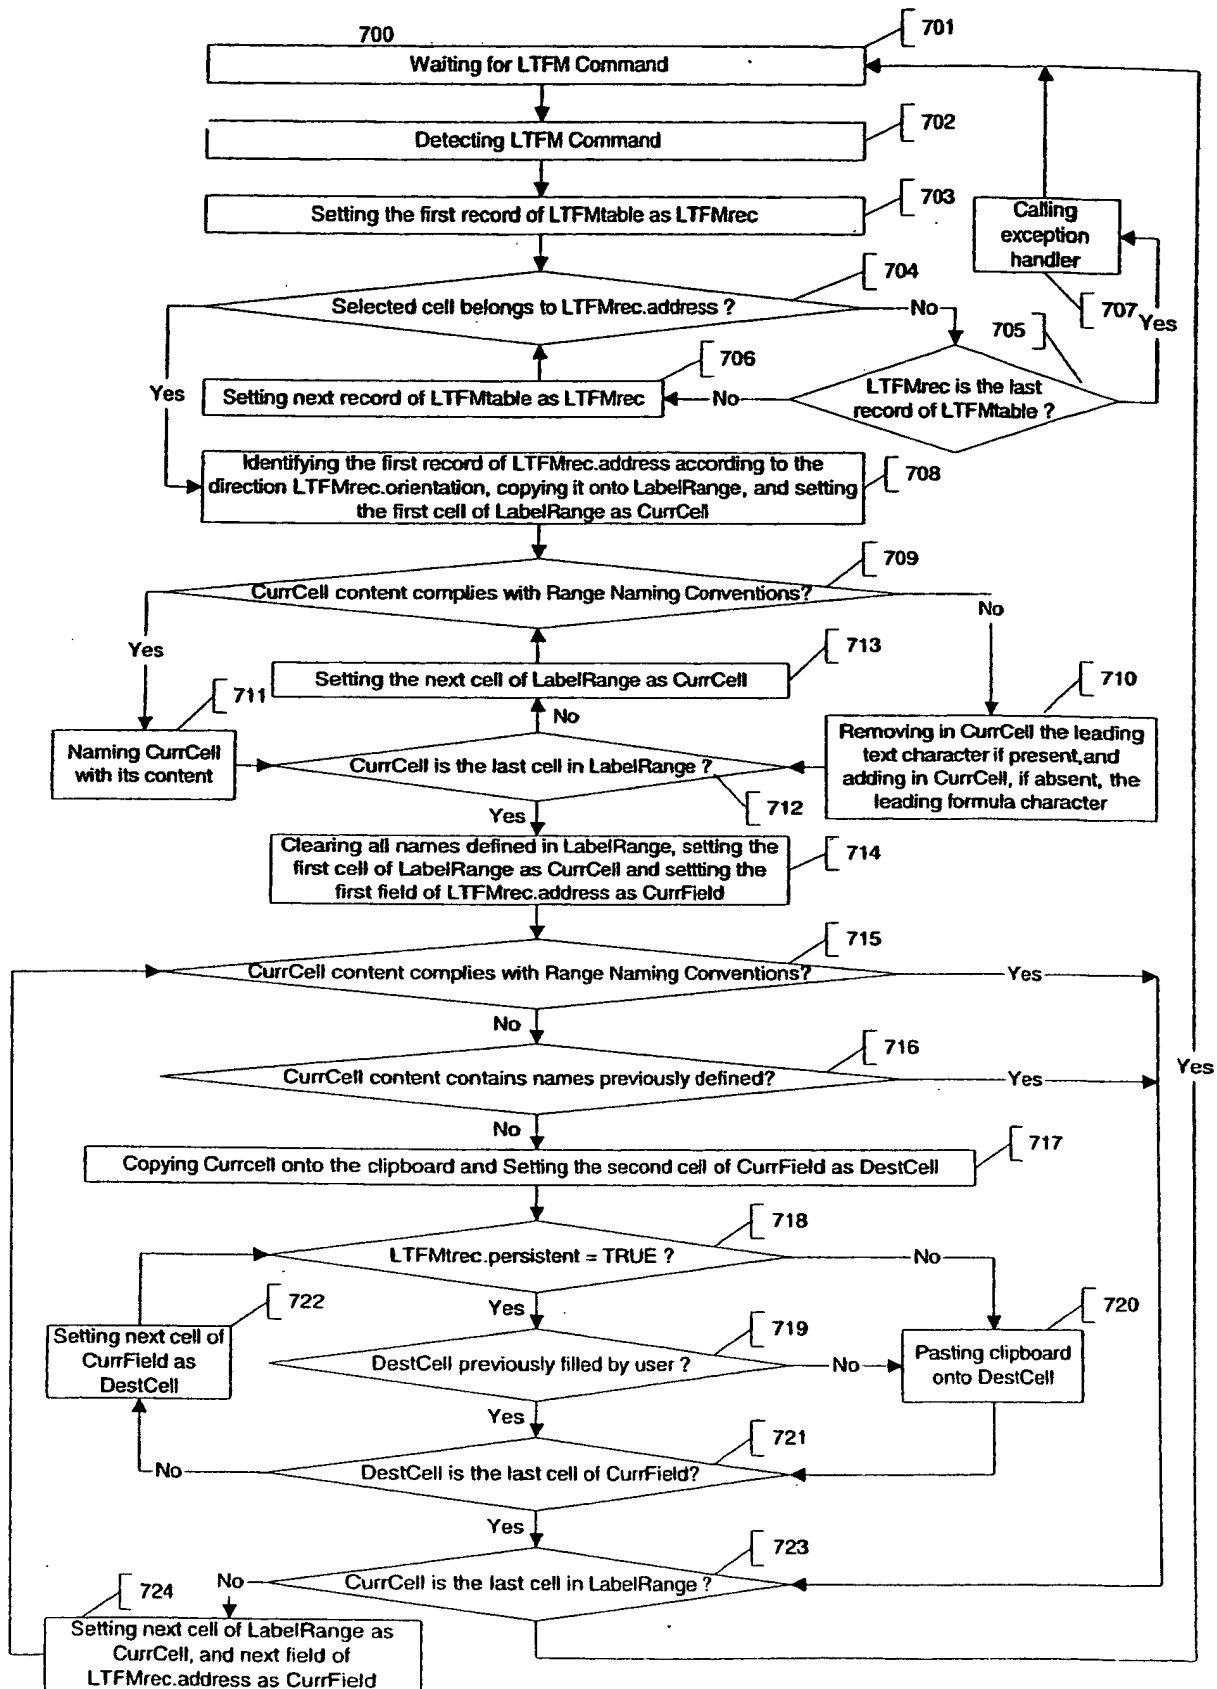 700
701
Waiting for LTFM Command
702
Detecting LTFM Command
703
Setting the first record of LTFMtable as LTFMrec
Calling
exception
handler
704
Selected cell belongs to LTFMrec.address ?
No
707
Yes
705
706
Yes
Setting next record of LTFMtable as LTFMrec
No
LTFMrec is the last
record of LTFMtable ?
Identifying the first record of LTFMrec.address according to the
direction LTFMrec.orientation, copying it onto LabelRange, and setting
the first cell of LabelRange as CurrCell
708
709
CurrCell content complies with Range Naming Conventions?
No
Yes
713
Setting the next cell of LabelRange as CurrCell
711
710
No
Naming CurrCell
with its content
CurrCell is the last cell in LabelRange ?
Removing in CurrCell the leading
text character if present,and
adding in CurrCell, if absent, the
leading formula character
712
Yes
Clearing all names defined in LabelRange, setting the
first cell of LabelRange as CurrCell and settting the
first field of LTFMrec.address as CurrField
714
715
CurrCell content complies with Range Naming Conventions?
Yes
No
716
CurrCell content contains names previously defined?
Yes
Yes
No
717
Copying Currcell onto the clipboard and Setting the second cell of CurrField as DestCell
718
LTFMtrec.persistent = TRUE ?
No
722
Yes
720
719
Setting next cell of
CurrField as
DestCell
DestCell previously filled by user ?
No
Pasting clipboard
onto DestCell
Yes
721
No
DestCell is the last cell of CurrField?
Yes
723
No
CurrCell is the last cell in LabelRange ?
724
Setting next cell of LabelRange as
CurrCell, and next field of
LTFMrec.address as CurrField